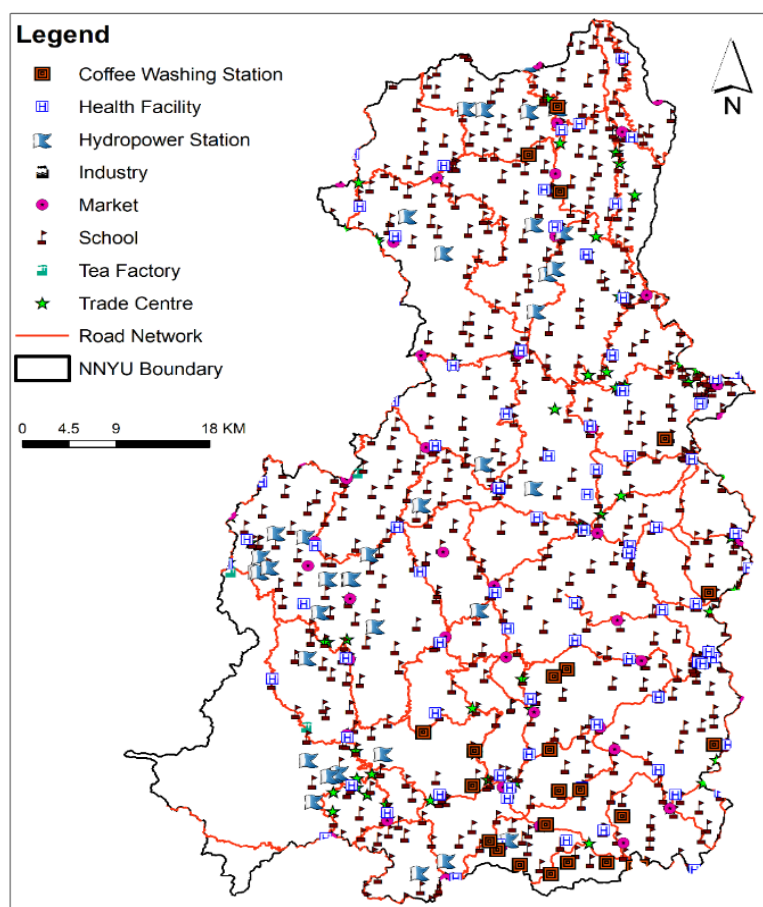 Legend
Coffee Washing Station
Health Facility
Hydropower Station
Industry
Market
School
Tea Factory
Trade Centre
Road Network
NNYU Boundary
0 4.5 9 18 KM
N